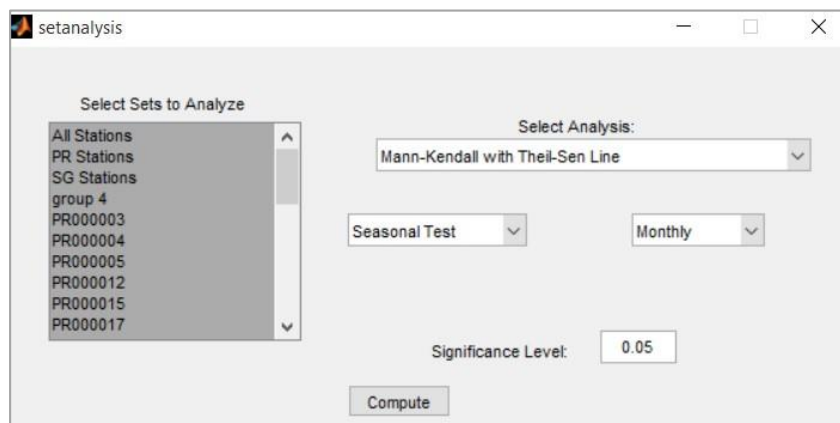 setanalysis
Select Sets to Analyze
All Stations
PR Stations
SG Stations
group 4
PR000003
PR000004
PR000005
PR000012
PR000015
PR000017
Select Analysis:
Mann-Kendall with Theil-Sen Line
Seasonal Test
Monthly
Significance Level:
0.05
Compute